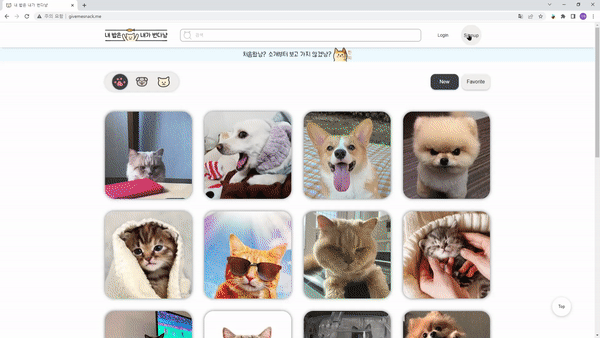 내 밥은 내가 번다냥
주의 요함 | givemesnack.me
내 밥은 내가 번다냥
검색
Login
Signup
처음왔냥? 소개부터 보고 가지 않겠냥?
New
Favorite
Top